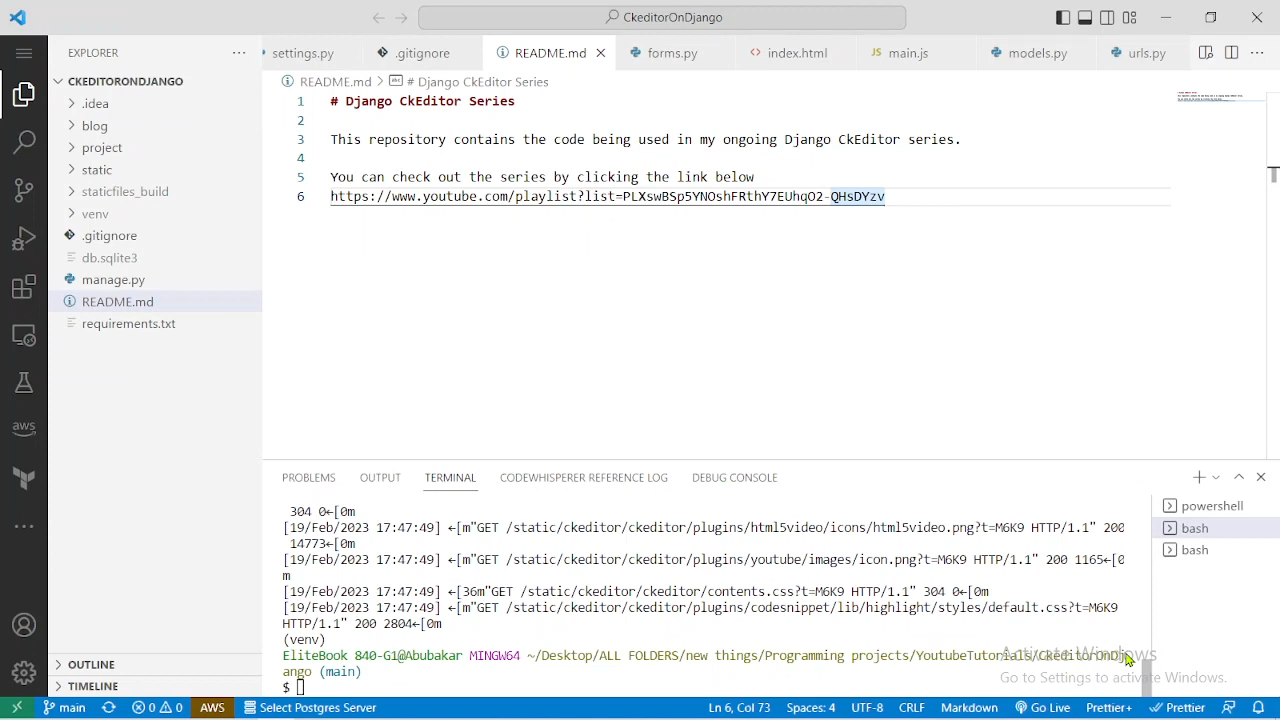 CkeditorOnDjango
EXPLORER
settings.py
.gitignore
README.md
forms.py
index.html
JS main.js
models.py
urls.py
CKEDITORONDJANGO
.idea
blog
project
static
staticfiles_build
venv
.gitignore
db.sqlite3
manage.py
README.md
requirements.txt
OUTLINE
TIMELINE
aws
README.md > # Django CkEditor Series
1 # Django CkEditor Series
2
3 This repository contains the code being used in my ongoing Django CkEditor series.
4
5 You can check out the series by clicking the link below
6 https://www.youtube.com/playlist?list=PLXswBSp5YNOshFRthY7EUhqO2-QHsDYzv
PROBLEMS OUTPUT TERMINAL CODEWHISPERER REFERENCE LOG DEBUG CONSOLE
304 0←[0m
[19/Feb/2023 17:47:49] ←[m"GET /static/ckeditor/ckeditor/plugins/html5video/icons/html5video.png?t=M6K9 HTTP/1.1" 200
14773←[0m
[19/Feb/2023 17:47:49] ←[m"GET /static/ckeditor/ckeditor/plugins/youtube/images/icon.png?t=M6K9 HTTP/1.1" 200 1165←[0
m
[19/Feb/2023 17:47:49] ←[36m"GET /static/ckeditor/ckeditor/contents.css?t=M6K9 HTTP/1.1" 304 0←[0m
[19/Feb/2023 17:47:49] ←[m"GET /static/ckeditor/ckeditor/plugins/codesnippet/lib/highlight/styles/default.css?t=M6K9
HTTP/1.1" 200 2804←[0m
(venv)
EliteBook 840-G1@Abubakar MINGW64 ~/Desktop/ALL FOLDERS/new things/Programming projects/YoutubeTutorials/CkeditorOnDj
ango (main)
$
powershell
bash
bash
Activate Windows
Go to Settings to activate Windows.
main 0 0 AWS Select Postgres Server Ln 6, Col 73 Spaces: 4 UTF-8 CRLF Markdown Go Live Prettier+ Prettier